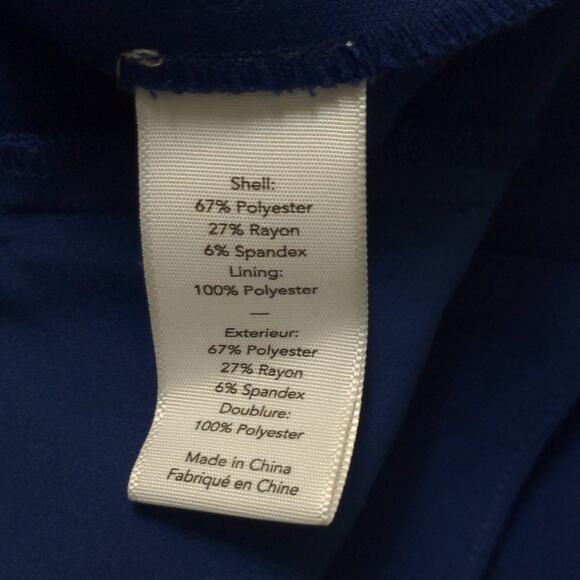 Shell:
67% Polyester
27% Rayon
6% Spandex
Lining:
100% Polyester
—
Exterieur:
67% Polyester
27% Rayon
6% Spandex
Doublure:
100% Polyester
Made in China
Fabriqué en Chine